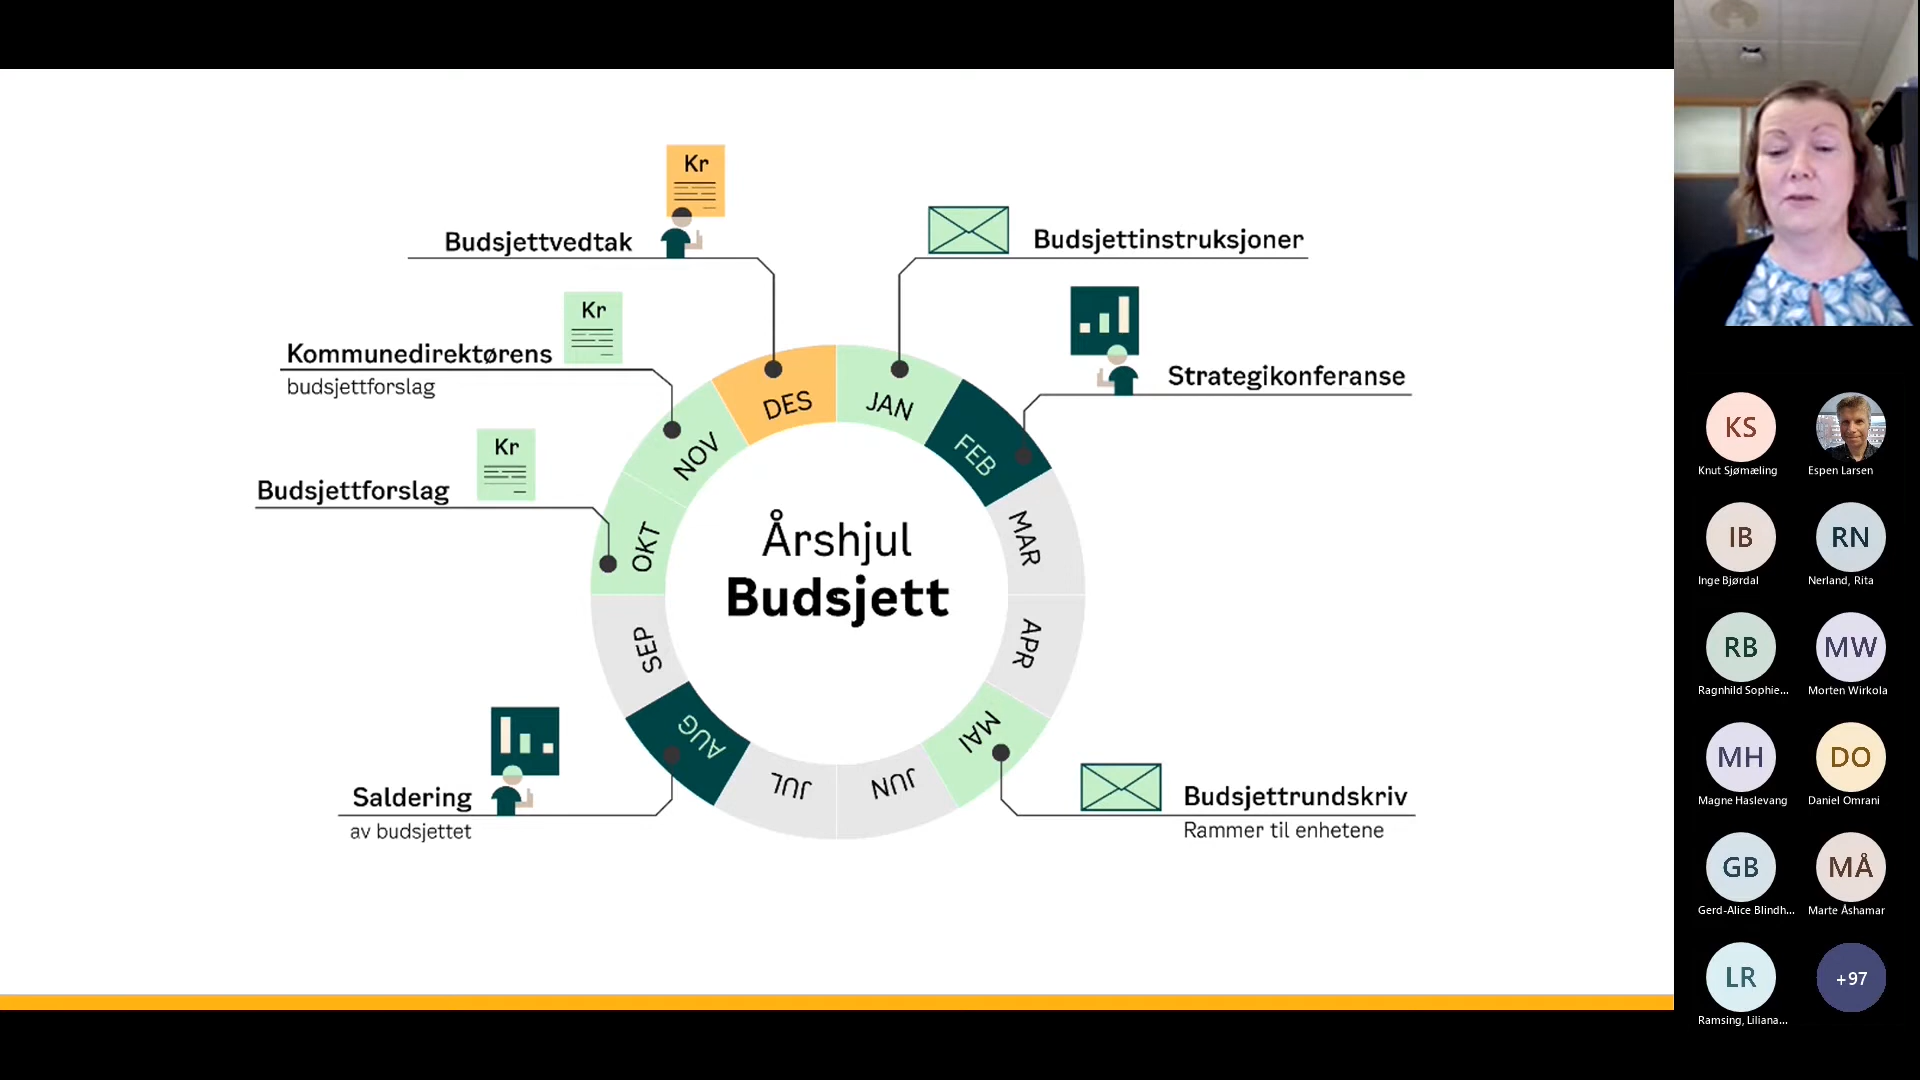 Kr
Budsjettvedtak
Budsjettinstruksjoner
Kr
Kommunedirektørens
budsjettforslag
Strategikonferanse
Kr
Budsjettforslag
DES
JAN
NOV
FEB
OKT
MAR
Årshjul
Budsjett
SEP
APR
AUG
MAI
JUL
JUN
Saldering
av budsjettet
Budsjettrundskriv
Rammer til enhetene
KS
Knut Sjømæling
Espen Larsen
IB
RN
Inge Bjørdal
Nerland, Rita
RB
MW
Ragnhild Sophie...
Morten Wirkola
MH
DO
Magne Haslevang
Daniel Omrani
GB
MÅ
Gerd-Alice Blindh...
Marte Åshamar
LR
+97
Ramsing, Liliana...